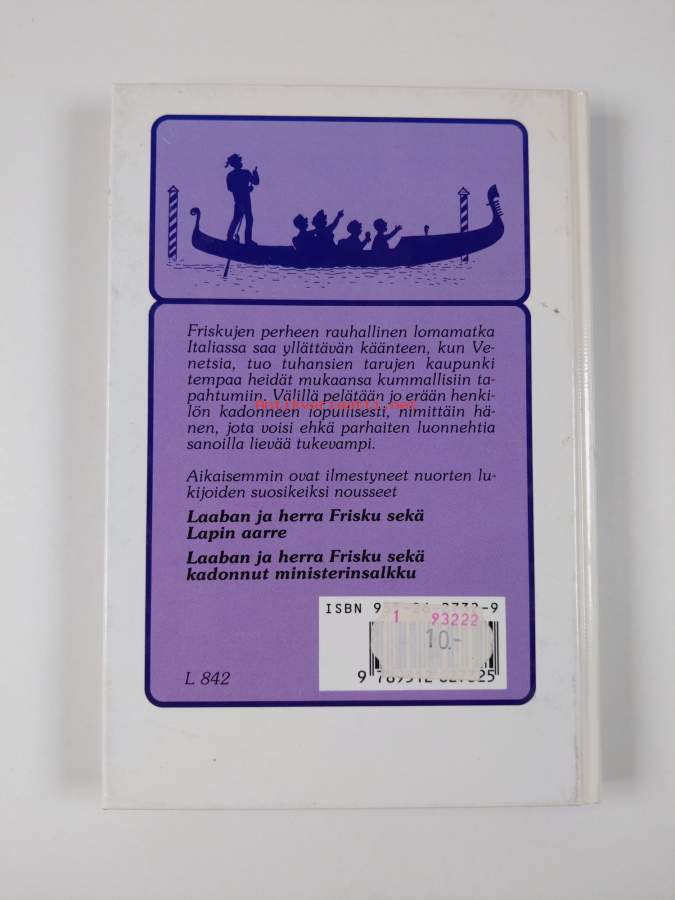 Friskujen perheen rauhallinen lomamatka
Italiassa saa yllättävän käänteen, kun Ve-
netsia, tuo tuhansien tarujen kaupunki
tempaa heidät mukaansa kummallisiin ta-
pahtumiin. Välillä pelätään jo erään henki-
lön kadonneen lopullisesti, nimittäin hä-
nen, jota voisi ehkä parhaiten luonnehtia
sanoilla lievää tukevampi.
Aikaisemmin ovat ilmestyneet nuorten lu-
kijoiden suosikeiksi nousseet
Laaban ja herra Frisku sekä
Lapin aarre
Laaban ja herra Frisku sekä
kadonnut ministerinsalkku
ISBN
1 93222
10.-
L 842